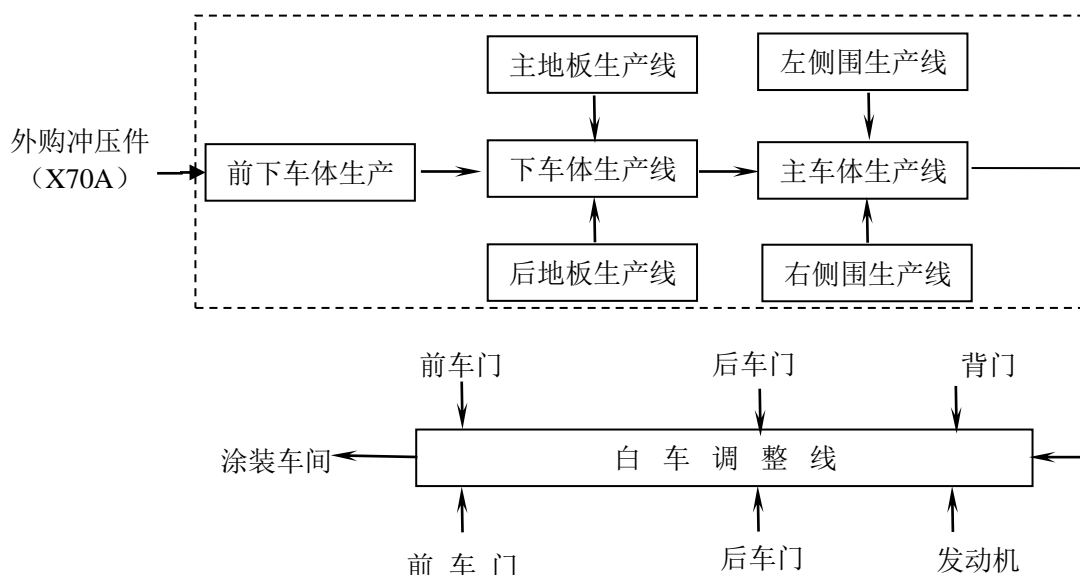 主地板生产线
左侧围生产线
外购冲压件
（X70A）
前下车体生产
下车体生产线
主车体生产线
后地板生产线
右侧围生产线
前车门
后车门
背门
涂装车间
白 车 调 整 线
前 车 门
后车门
发动机